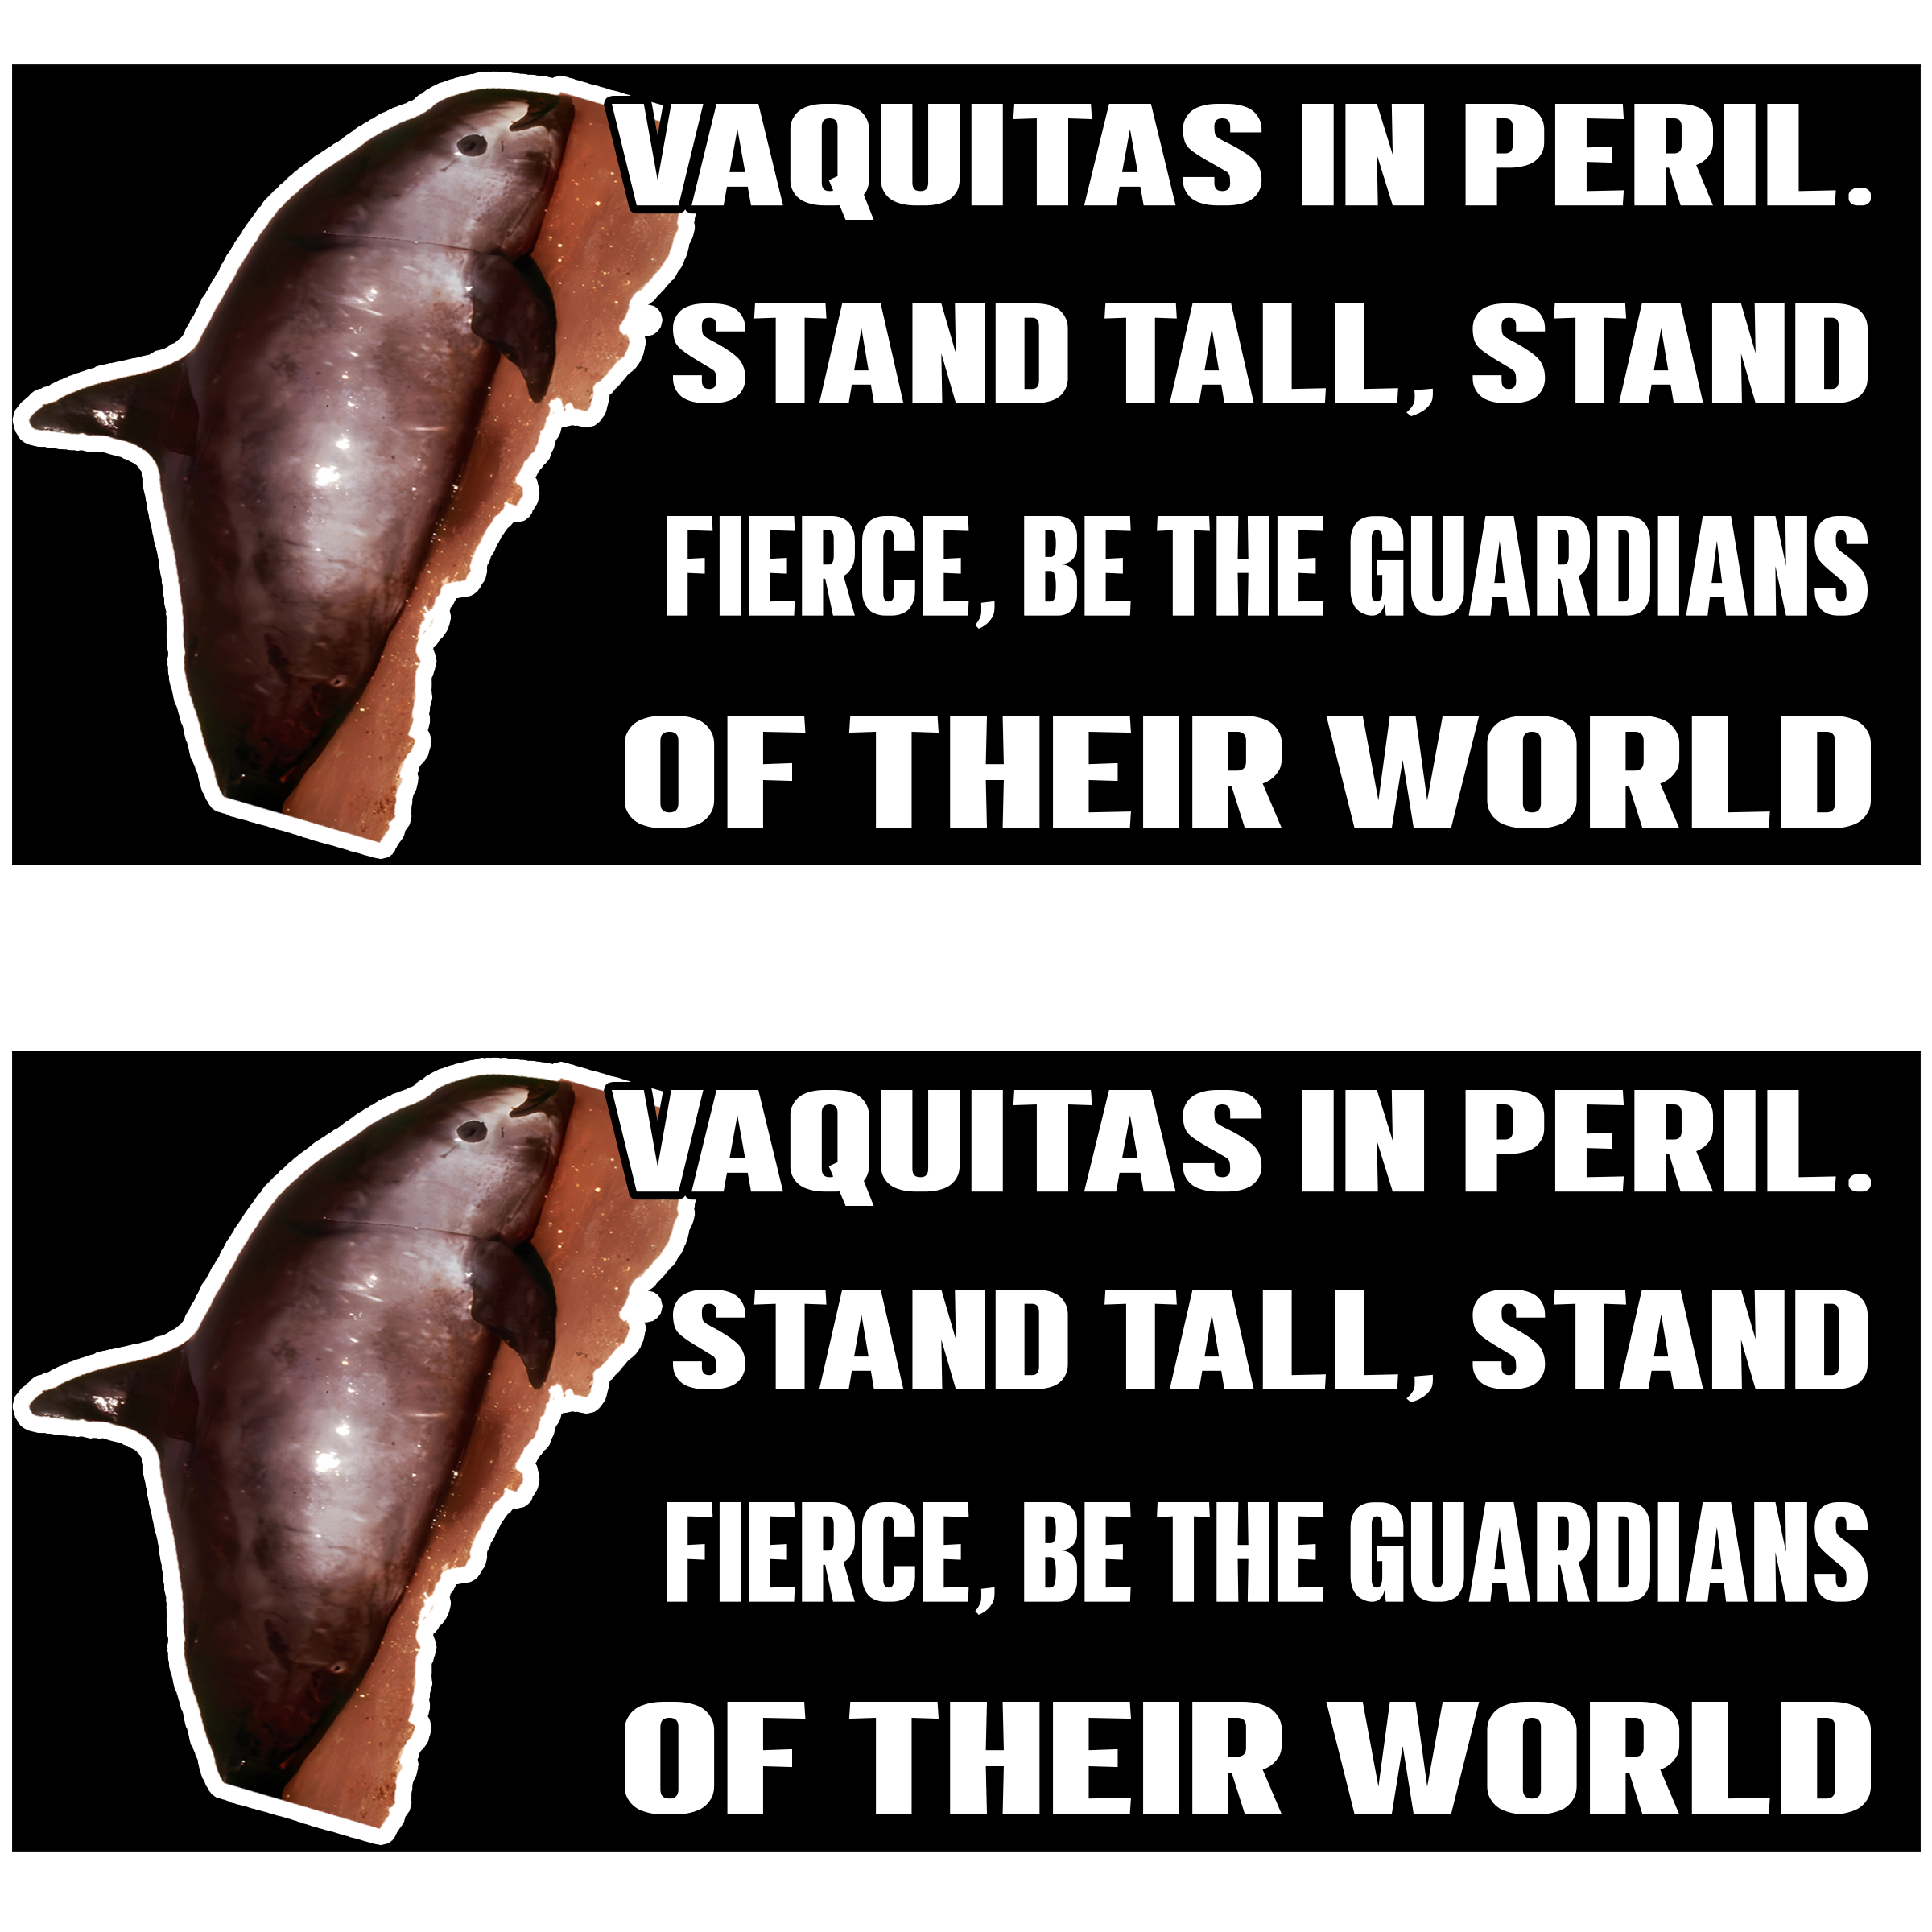 VAQUITAS IN PERIL.
STAND TALL, STAND
FIERCE, BE THE GUARDIANS
OF THEIR WORLD
VAQUITAS IN PERIL.
STAND TALL, STAND
FIERCE, BE THE GUARDIANS
OF THEIR WORLD